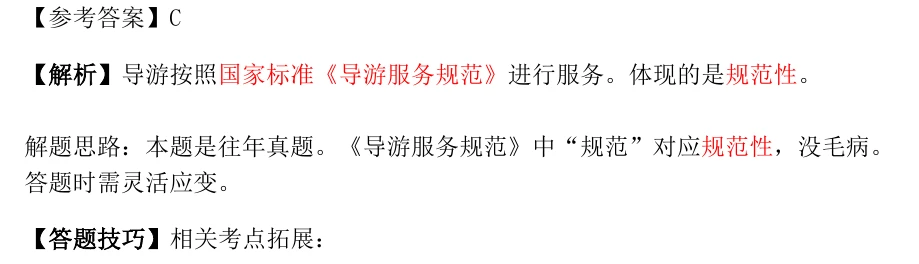 【参考答案】C
【解析】导游按照国家标准《导游服务规范》进行服务。体现的是规范性。
解题思路：本题是往年真题。《导游服务规范》中“规范”对应规范性，没毛病。
答题时需灵活应变。
【答题技巧】相关考点拓展：